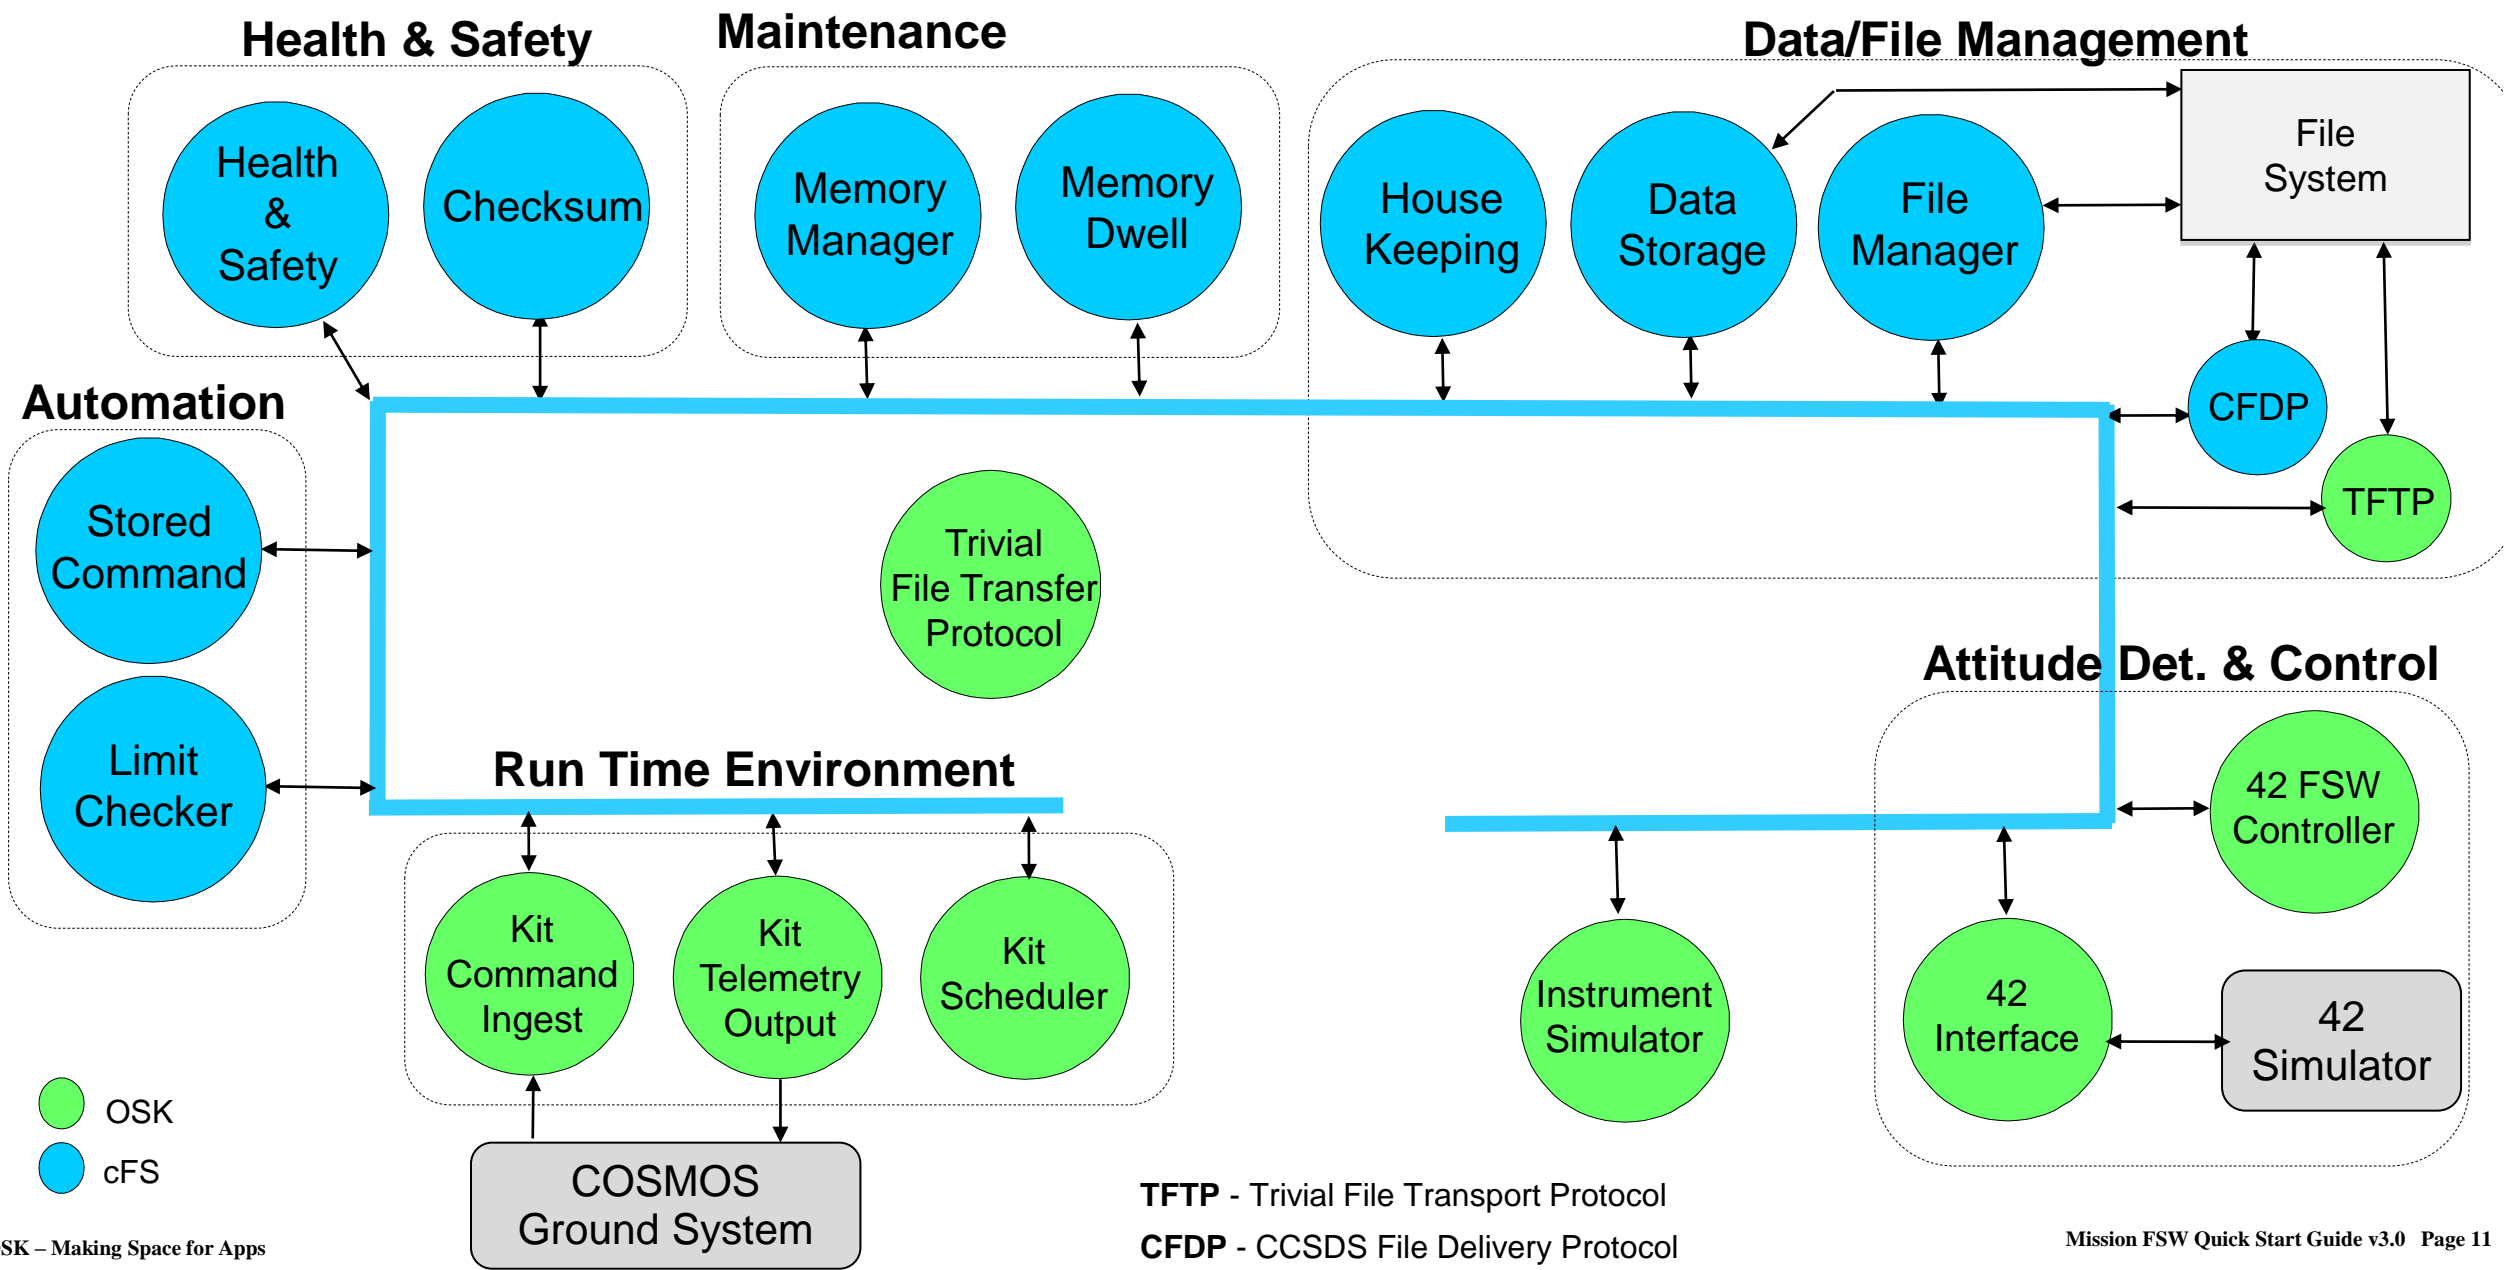 Health & Safety
Maintenance
Data/File Management
Health
&
Safety
Checksum
Memory
Manager
Memory
Dwell
House
Keeping
Data
Storage
File
Manager
File
System
CFDP
TFTP
Automation
Stored
Command
Limit
Checker
Trivial
File Transfer
Protocol
Attitude Det. & Control
42 FSW
Controller
Run Time Environment
Kit
Command
Ingest
Kit
Telemetry
Output
Kit
Scheduler
Instrument
Simulator
42
Interface
42
Simulator
OSK
cFS
COSMOS
Ground System
TFTP - Trivial File Transport Protocol
CFDP - CCSDS File Delivery Protocol
SK – Making Space for Apps
Mission FSW Quick Start Guide v3.0 Page 11